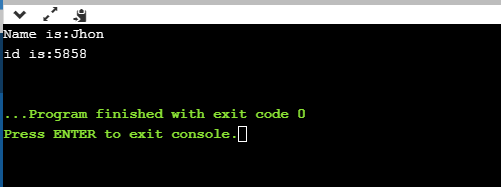 Name is:Jhon
id is:5858
...Program finished with exit code 0
Press ENTER to exit console.